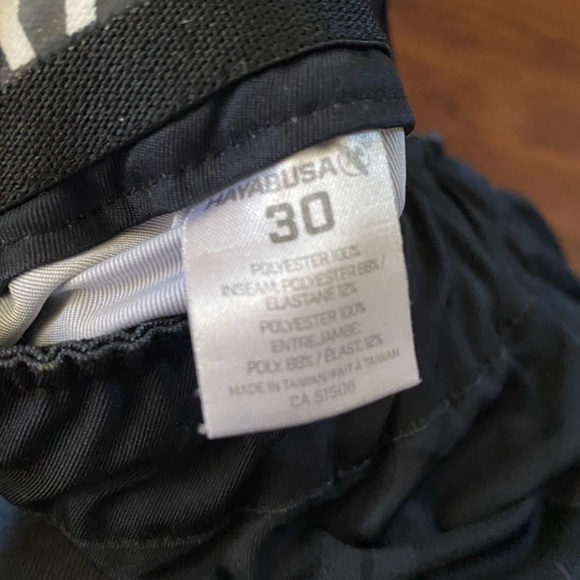 HAYABUSA
30
POLYESTER 100%
INSEAM: POLYESTER 88%/
ELASTANE 12%
POLYESTER 100%
ENTREJAMBE:
POLY. 88% / ÉLAST. 12%
MADE IN TAIWAN/FAIT À TAIWAN
CA 51508